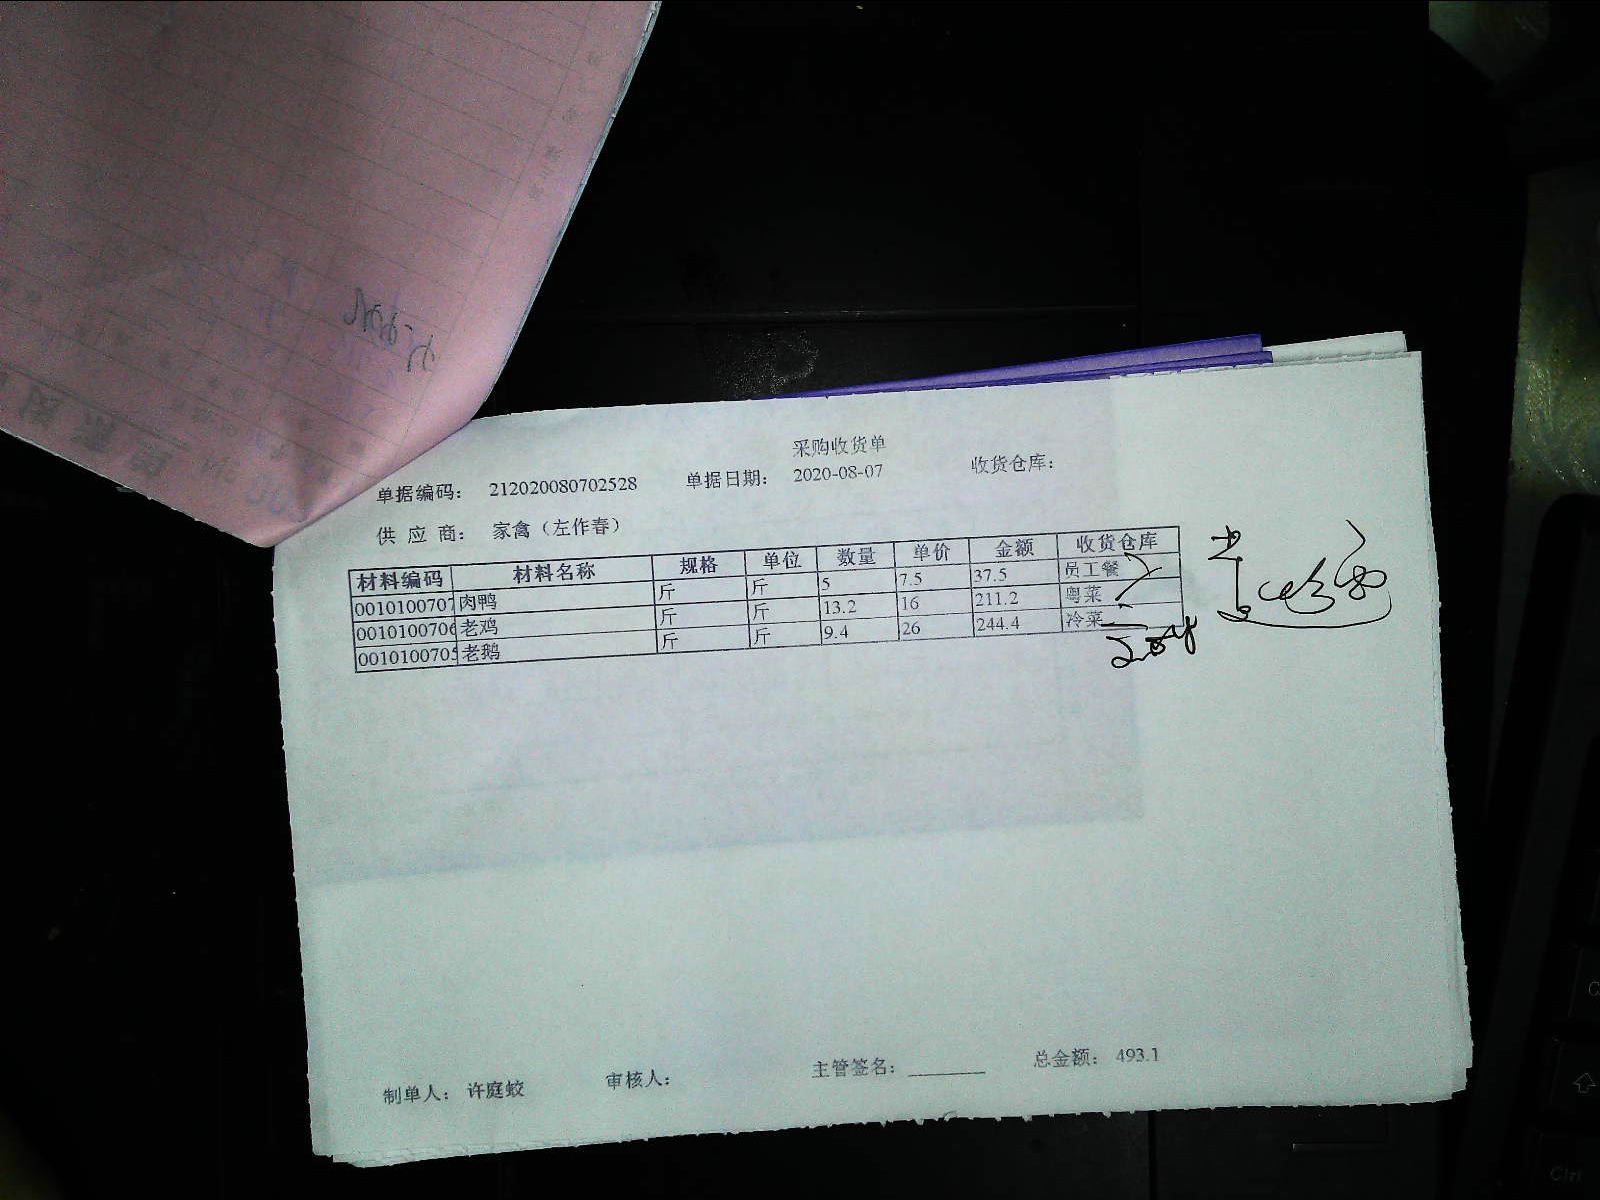 采购收货单
单据编码： 212020080702528 单据日期： 2020-08-07 收货仓库：
供 应 商： 家禽（左作春）
材料编码 材料名称 规格 单位 数量 单价 金额 收货仓库
0010100707 肉鸭 斤 斤 5 7.5 37.5 员工餐
0010100706 老鸡 斤 斤 13.2 16 211.2 粤菜
0010100705 老鹅 斤 斤 9.4 26 244.4 冷菜
制单人： 许庭蛟 审核人： 主管签名： 总金额： 493.1
Ctrl